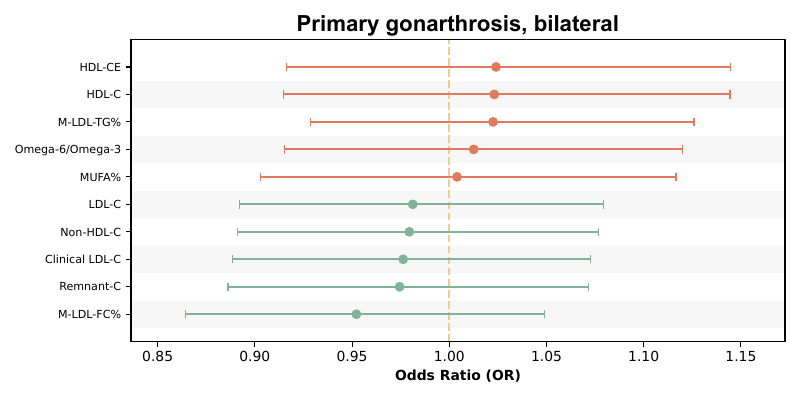 Primary gonarthrosis, bilateral
HDL-CE
HDL-C
M-LDL-TG%
Omega-6/Omega-3
MUFA%
LDL-C
Non-HDL-C
Clinical LDL-C
Remnant-C
M-LDL-FC%
0.85 0.90 0.95 1.00 1.05 1.10 1.15
Odds Ratio (OR)